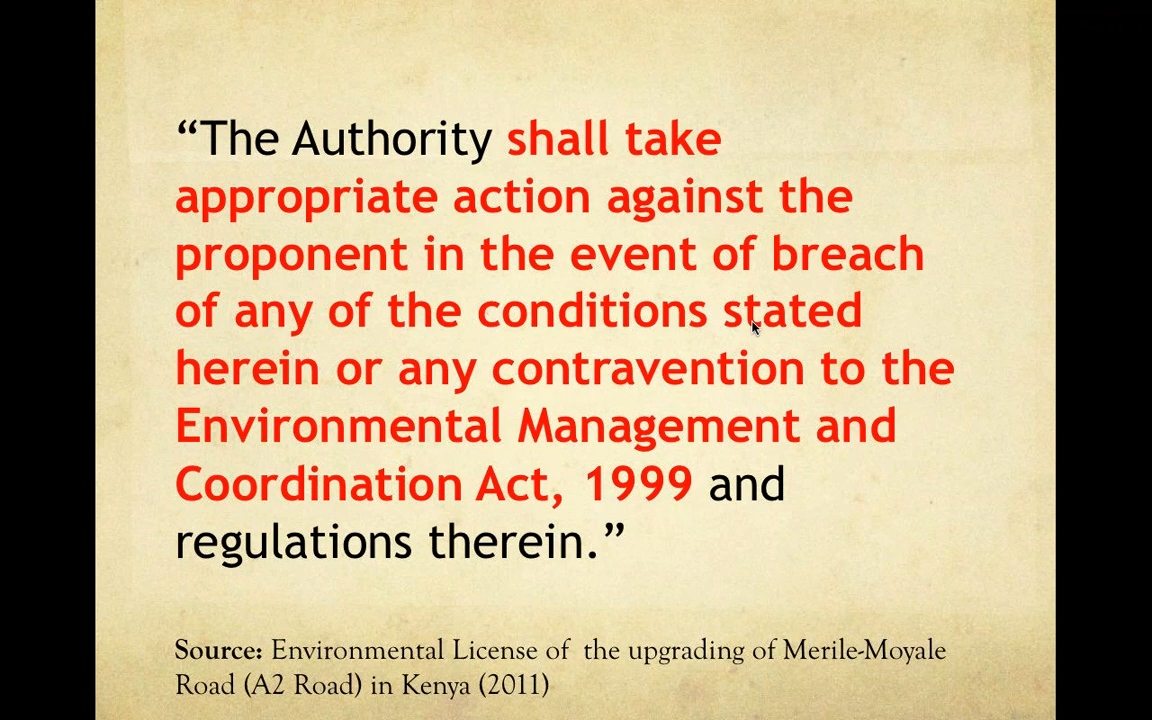 “The Authority shall take
appropriate action against the
proponent in the event of breach
of any of the conditions stated
herein or any contravention to the
Environmental Management and
Coordination Act, 1999 and
regulations therein.”
Source: Environmental License of the upgrading of Merile-Moyale
Road (A2 Road) in Kenya (2011)